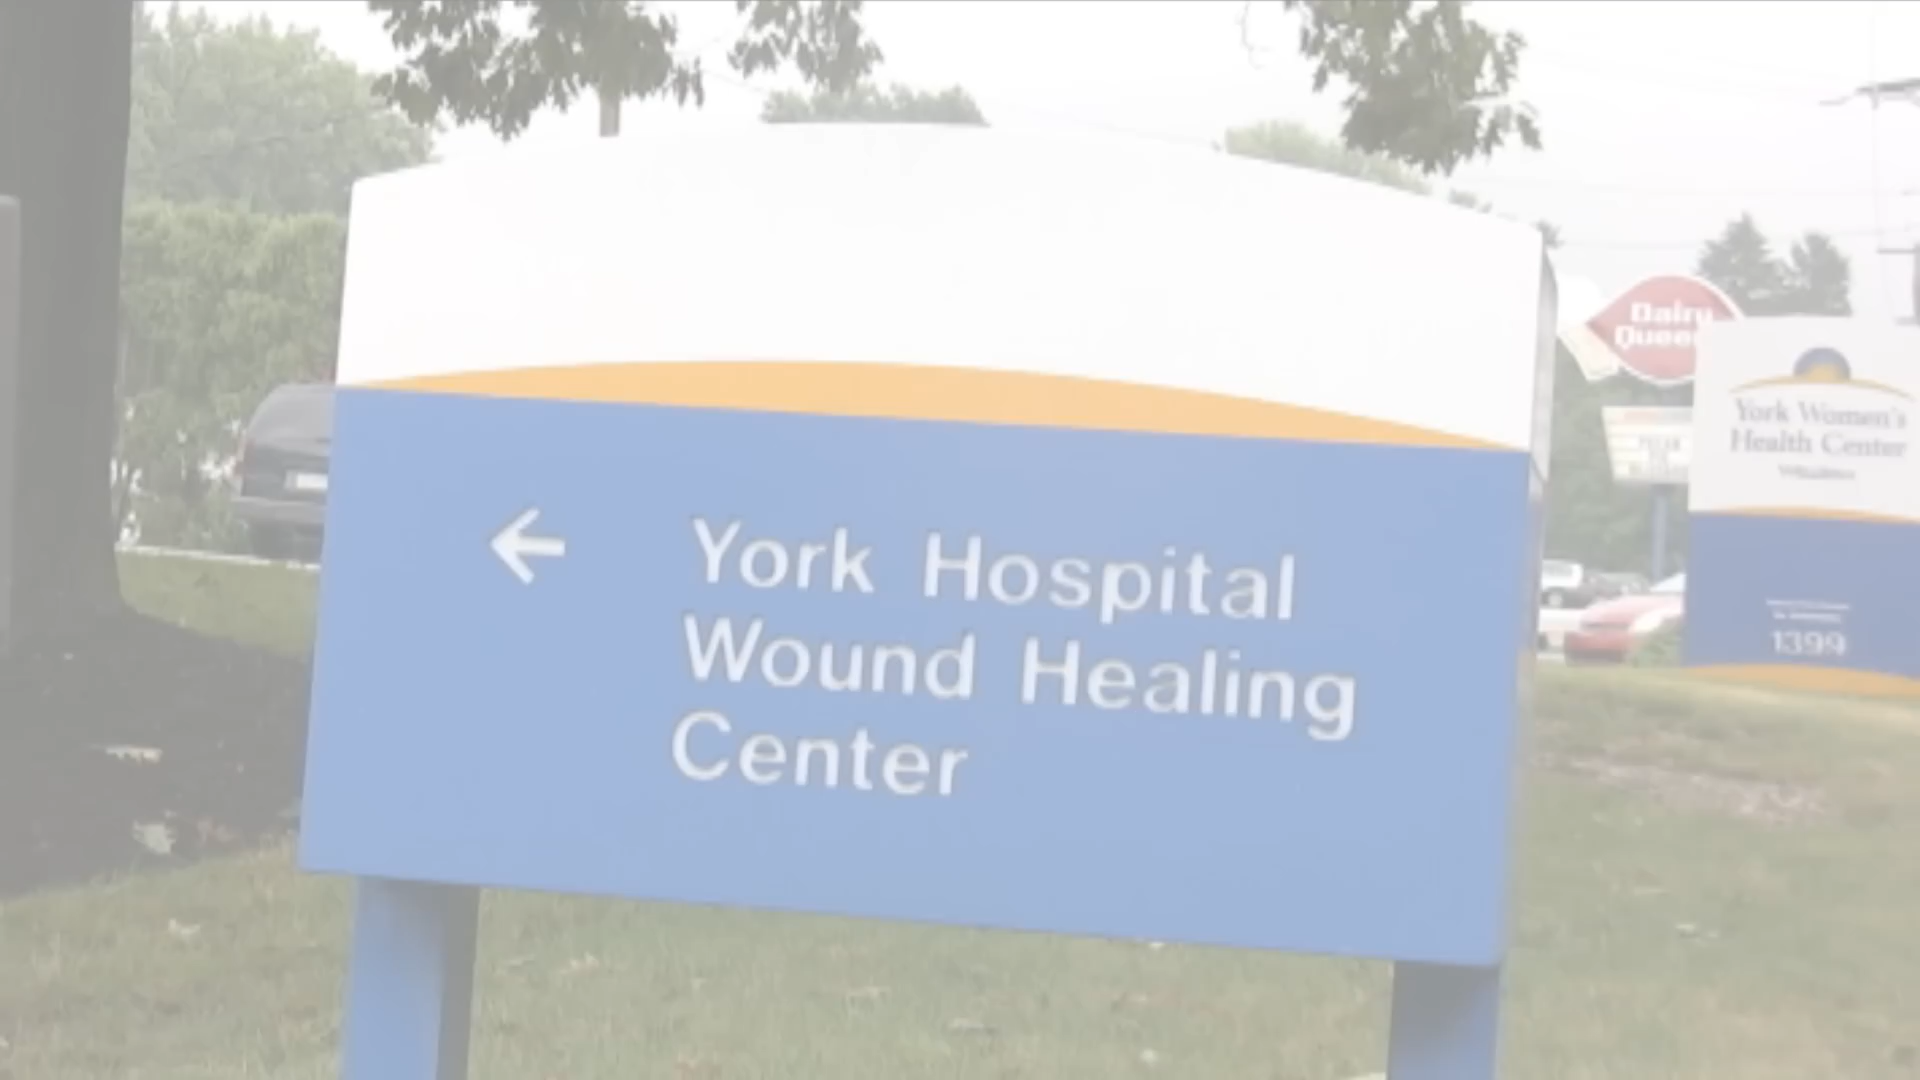 York Hospital
Wound Healing
Center
Dairy
Queen
York Women's
Health Center
1399